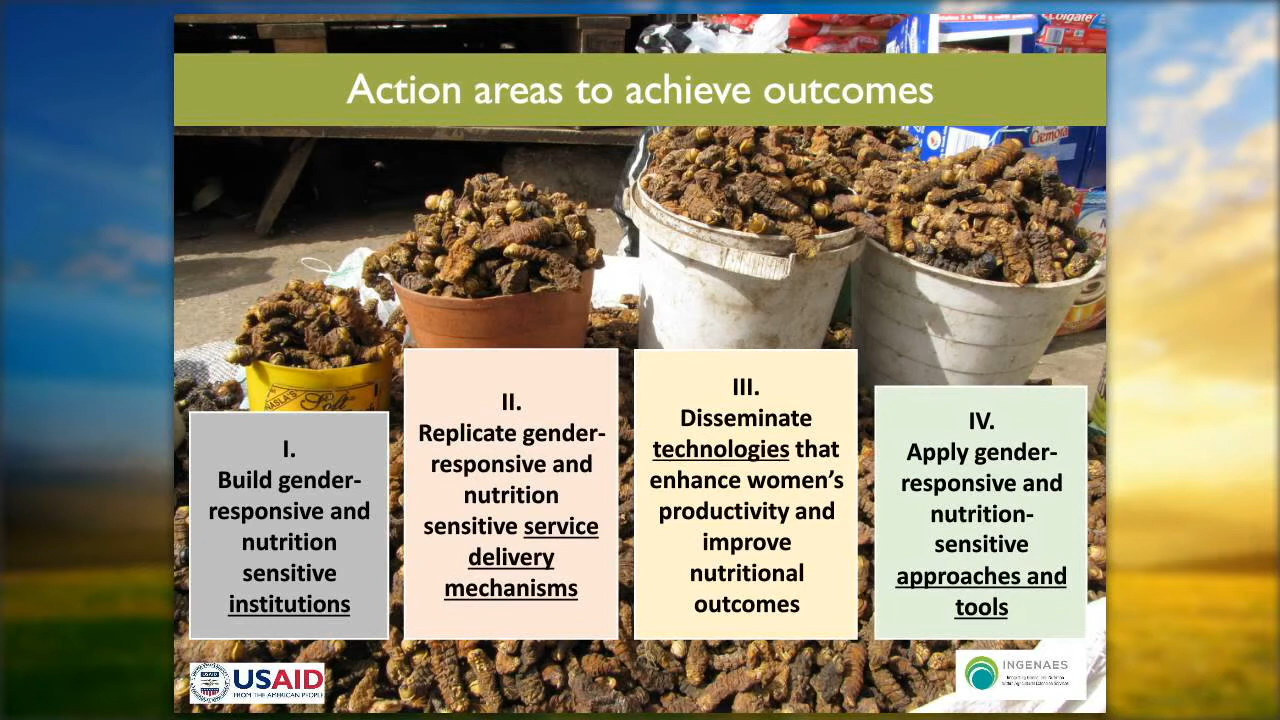 Colgate
Action areas to achieve outcomes
Cremora
I.
Build gender-
responsive and
nutrition
sensitive
institutions
II.
Replicate gender-
responsive and
nutrition
sensitive service
delivery
mechanisms
III.
Disseminate
technologies that
enhance women’s
productivity and
improve
nutritional
outcomes
IV.
Apply gender-
responsive and
nutrition-
sensitive
approaches and
tools
USAID
FROM THE AMERICAN PEOPLE
INGENAES